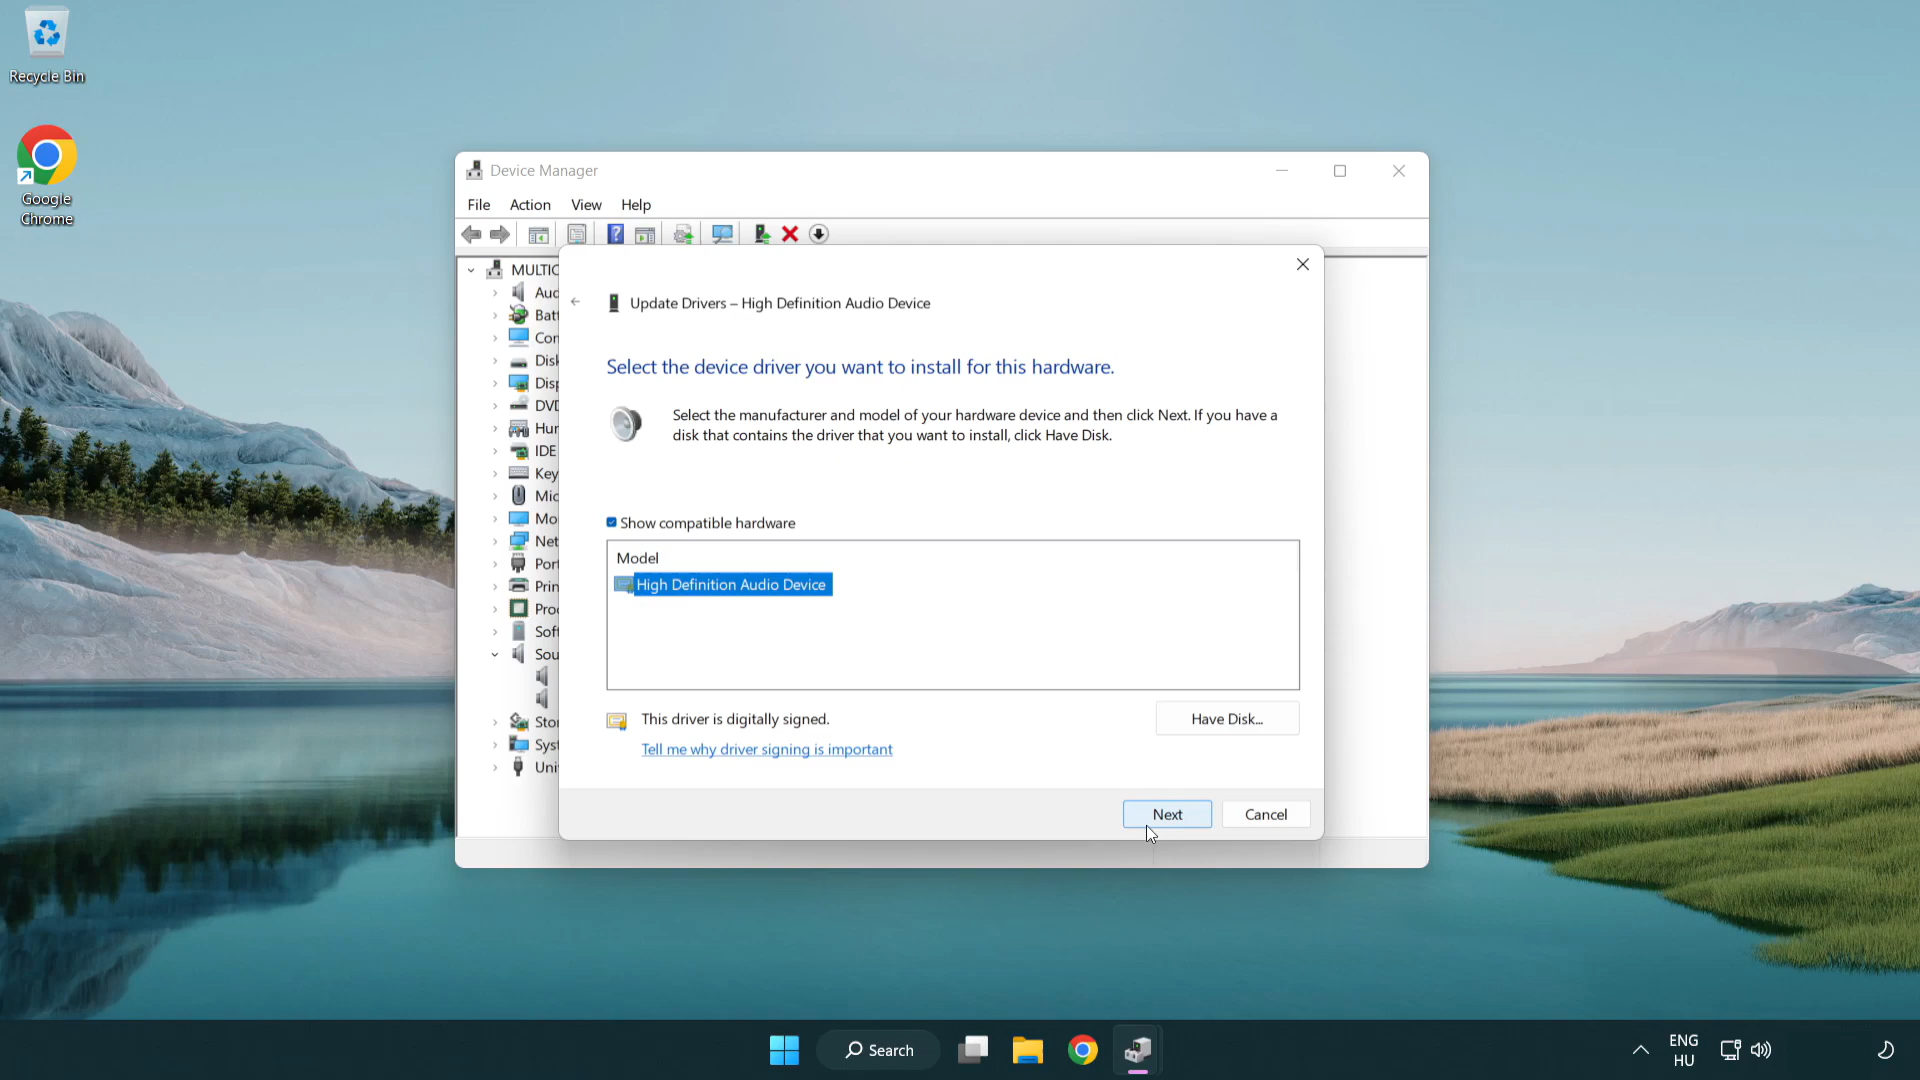 Recycle Bin
Google
Chrome
Device Manager
File Action View Help
Update Drivers – High Definition Audio Device
Select the device driver you want to install for this hardware.
Select the manufacturer and model of your hardware device and then click Next. If you have a
disk that contains the driver that you want to install, click Have Disk.
Show compatible hardware
Model
High Definition Audio Device
This driver is digitally signed.
Have Disk...
Tell me why driver signing is important
Next
Cancel
MULTIC
Aud
Batt
Con
Disk
Disp
DVD
Hum
IDE
Key
Mic
Mo
Net
Port
Prin
Proc
Soft
Sou
Stor
Syst
Uni
Search
ENG
HU